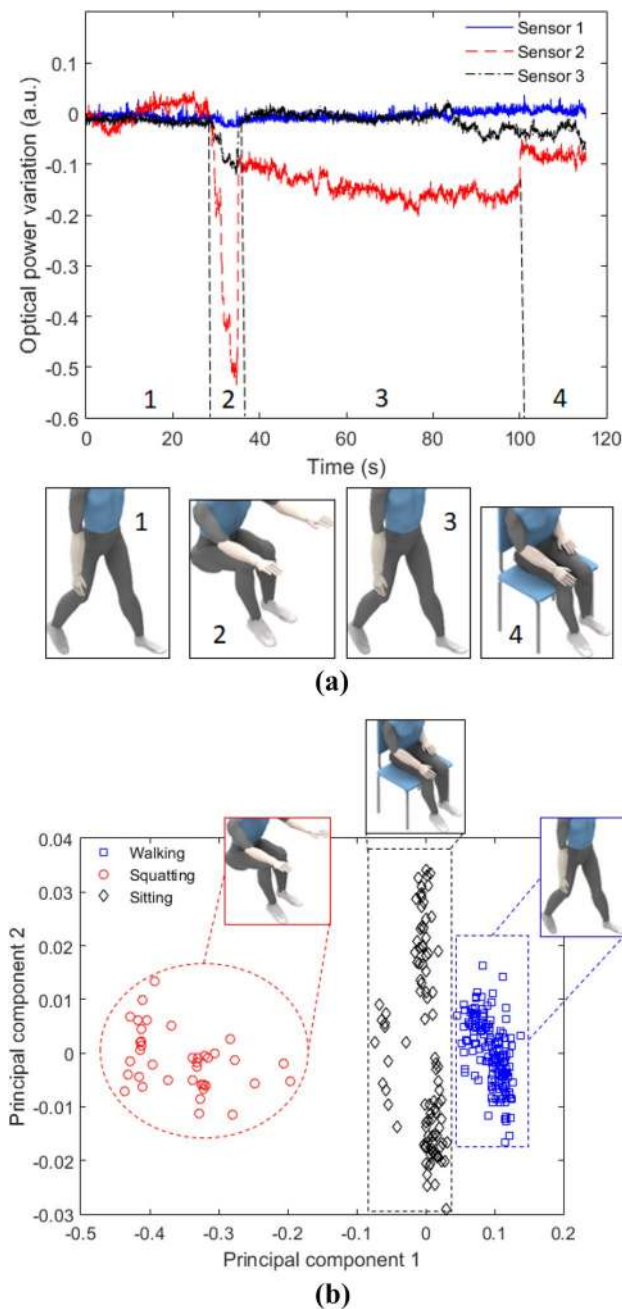 Sensor 1
Sensor 2
Sensor 3
0.1
0
-0.1
-0.2
-0.3
-0.4
-0.5
-0.6
Optical power variation (a.u.)
1 2 3 4
0 20 40 60 80 100 120
Time (s)
1
2
3
4
(a)
0.04
0.03
0.02
0.01
0
-0.01
-0.02
-0.03
Principal component 2
Walking
Squatting
Sitting
-0.5 -0.4 -0.3 -0.2 -0.1 0 0.1 0.2
Principal component 1
(b)